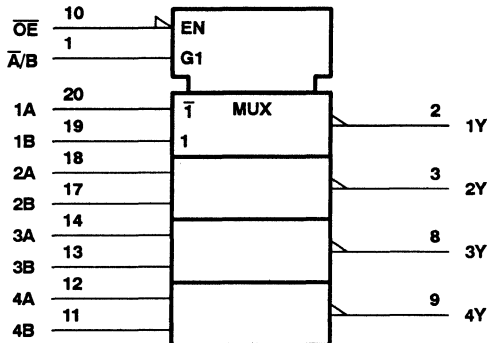 OE 10 EN
A/B 1 G1
1A 20 1 MUX 2 1Y
1B 19 1
2A 18 3 2Y
2B 17
3A 14 8 3Y
3B 13
4A 12 9 4Y
4B 11